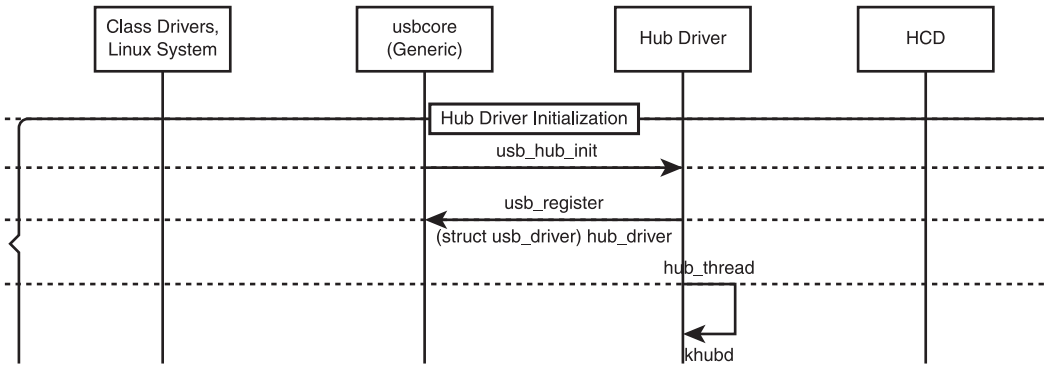 Class Drivers,
Linux System
usbcore
(Generic)
Hub Driver
HCD
Hub Driver Initialization
usb_hub_init
usb_register
(struct usb_driver) hub_driver
hub_thread
khubd